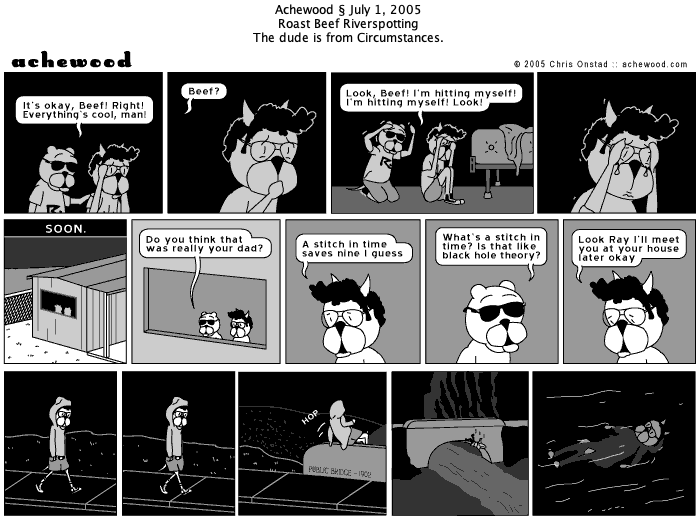 Achewood § July 1, 2005
Roast Beef Riverspotting
The dude is from Circumstances.
achewood
© 2005 Chris Onstad :: achewood.com
It's okay, Beef! Right!
Everything's cool, man!
Beef?
Look, Beef! I'm hitting myself!
I'm hitting myself! Look!
SOON.
Do you think that
was really your dad?
A stitch in time
saves nine I guess
What's a stitch in
time? Is that like
black hole theory?
Look Ray I'll meet
you at your house
later okay
HOP
PUBLIC BRIDGE - 1902